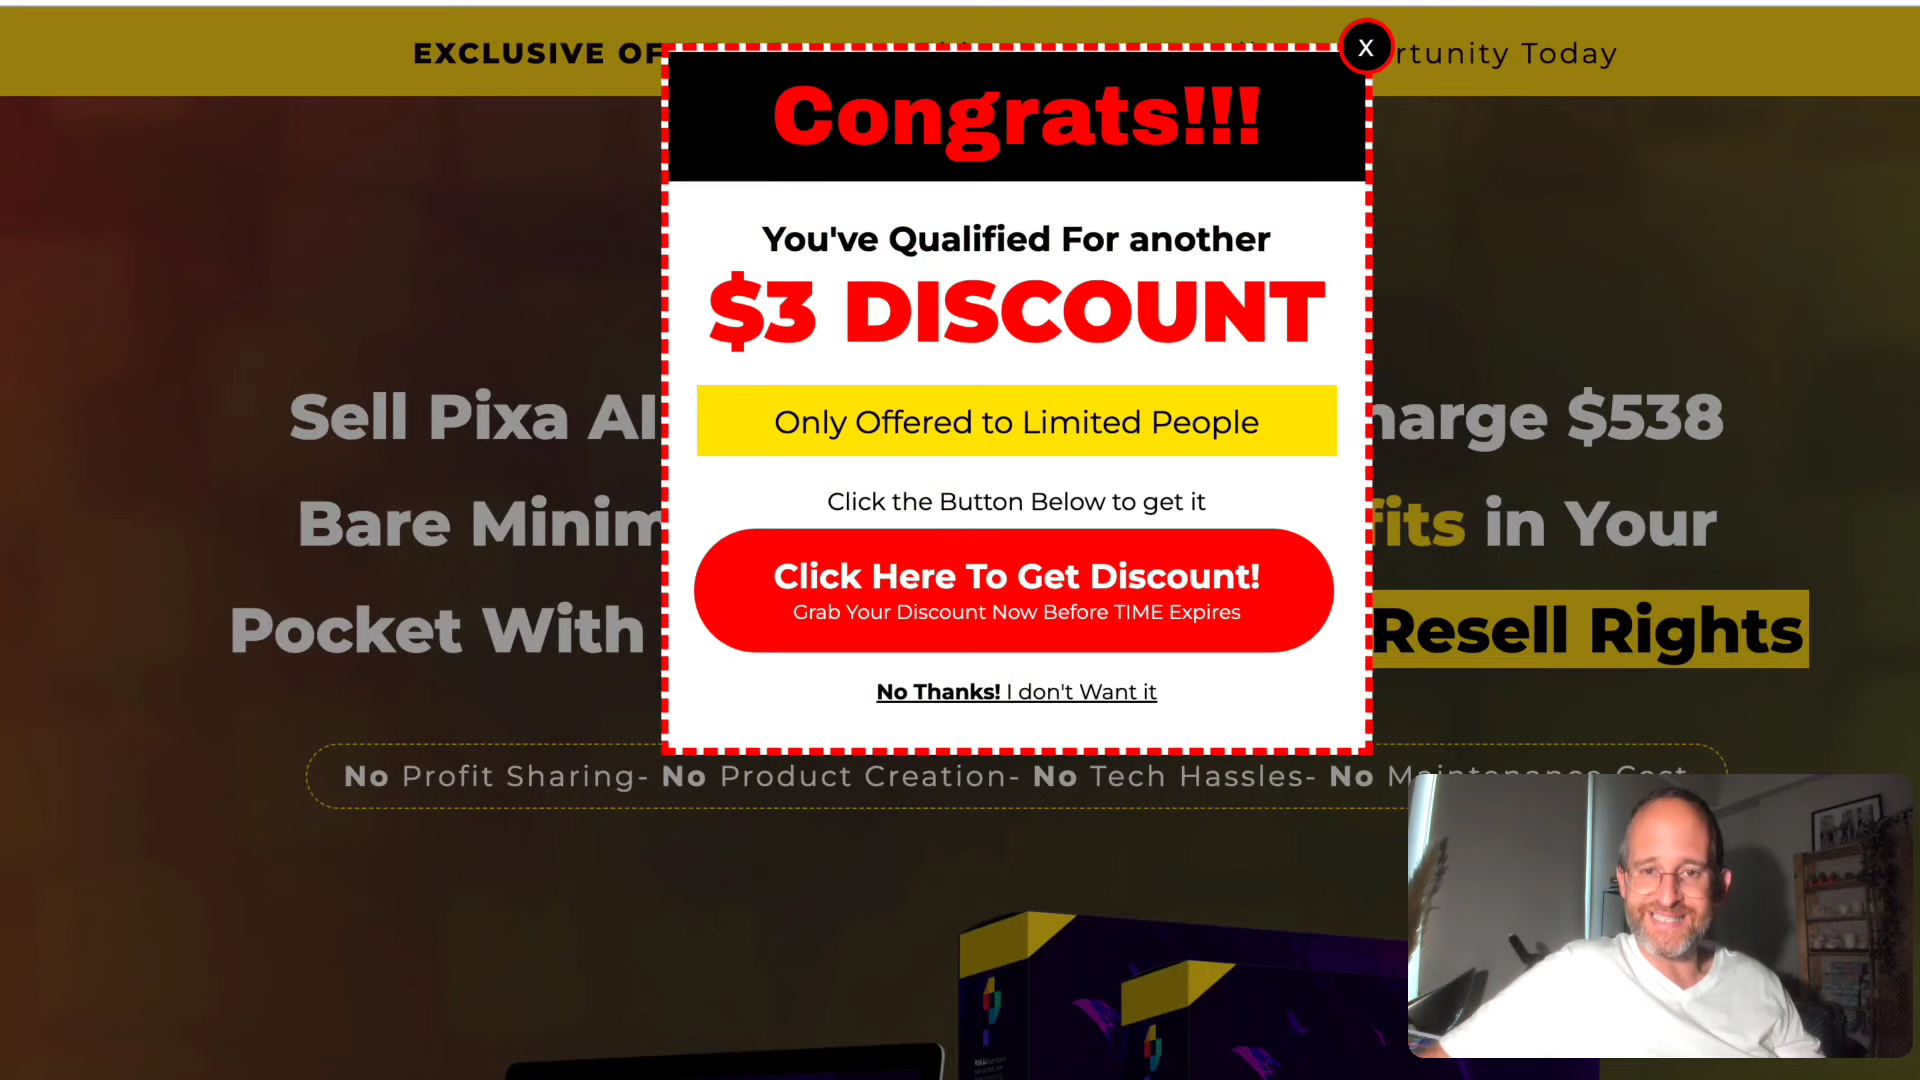 EXCLUSIVE OF
rtunity Today
X
Congrats!!!
You've Qualified For another
$3 DISCOUNT
Only Offered to Limited People
Click the Button Below to get it
Click Here To Get Discount!
Grab Your Discount Now Before TIME Expires
No Thanks! I don't Want it
Sell Pixa AI
harge $538
Bare Minim
fits in Your
Pocket With
Resell Rights
No Profit Sharing- No Product Creation- No Tech Hassles- No Maintenance Cost